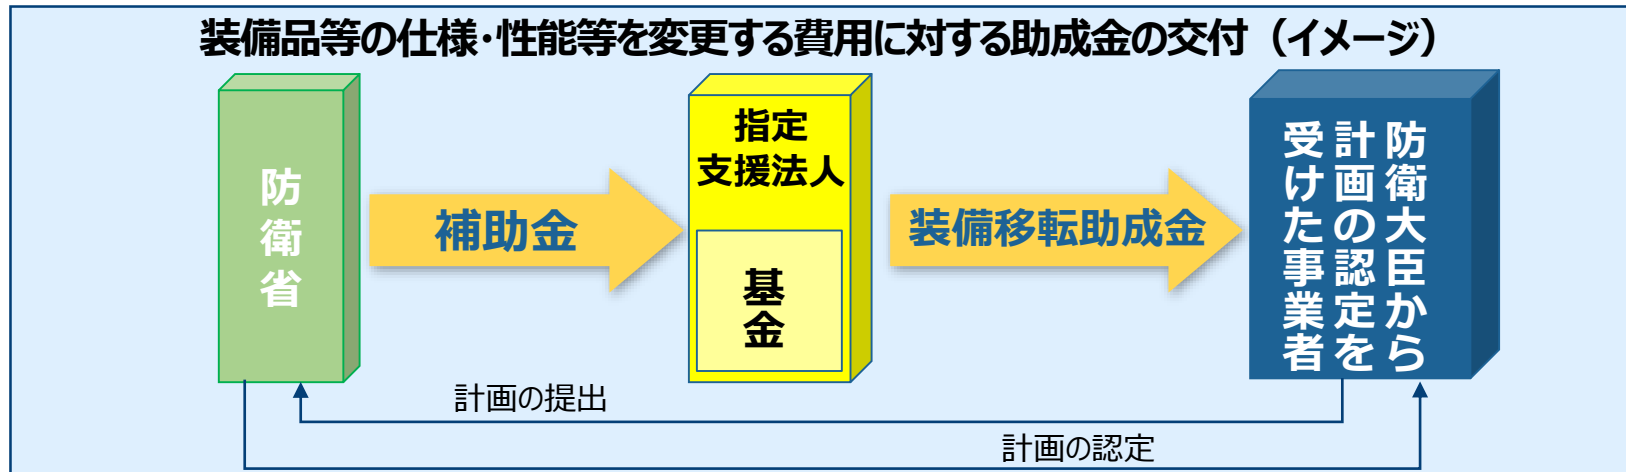 装備品等の仕様・性能等を変更する費用に対する助成金の交付（イメージ）
防衛省
補助金
指定
支援法人
基金
装備移転助成金
防衛大臣から
計画の認定を
受けた事業者
計画の提出
計画の認定